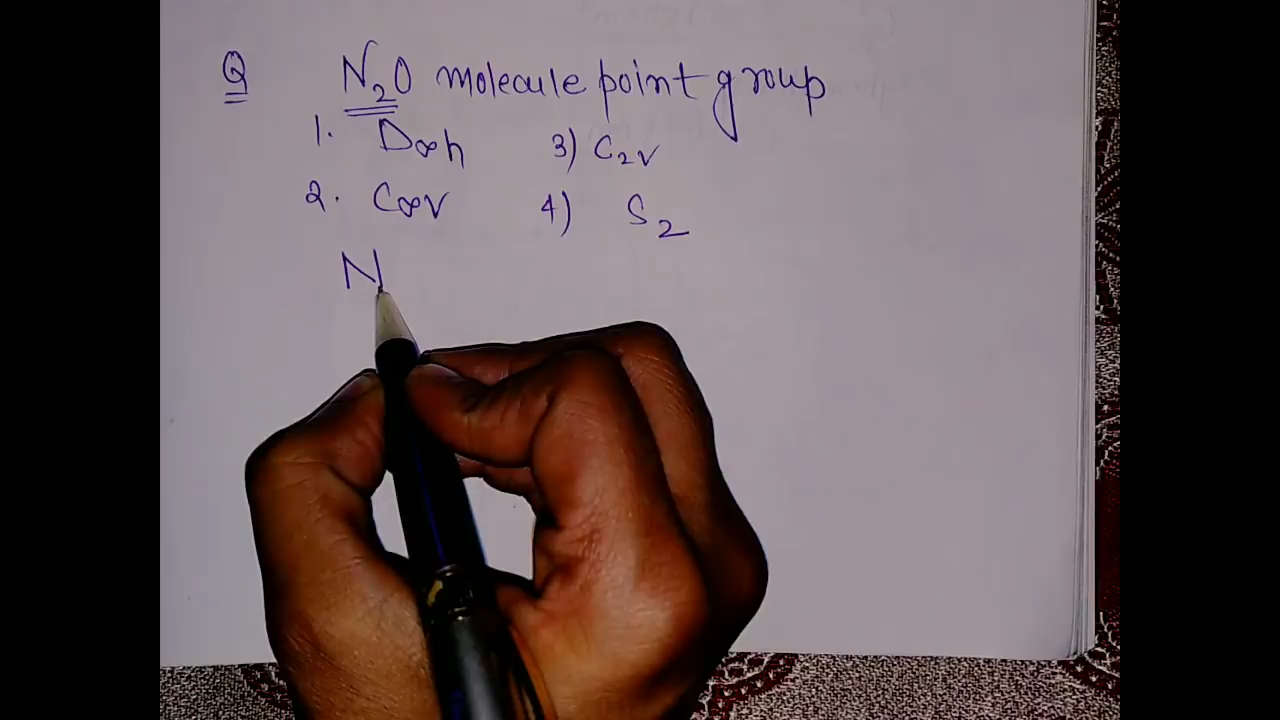 Q N₂O molecule point group
1. D∞h 3) C₂v
2. C∞v 4) S₂
N